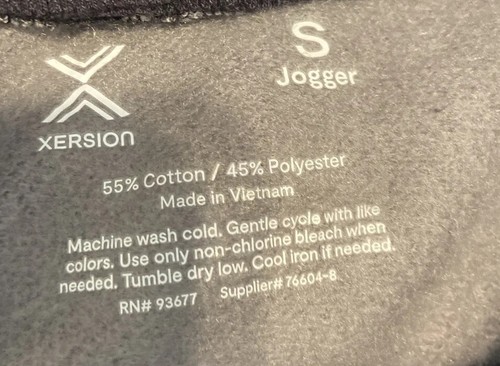 XERSION
S
Jogger
55% Cotton / 45% Polyester
Made in Vietnam
Machine wash cold. Gentle cycle with like
colors. Use only non-chlorine bleach when
needed. Tumble dry low. Cool iron if needed.
RN# 93677 Supplier# 76604-8